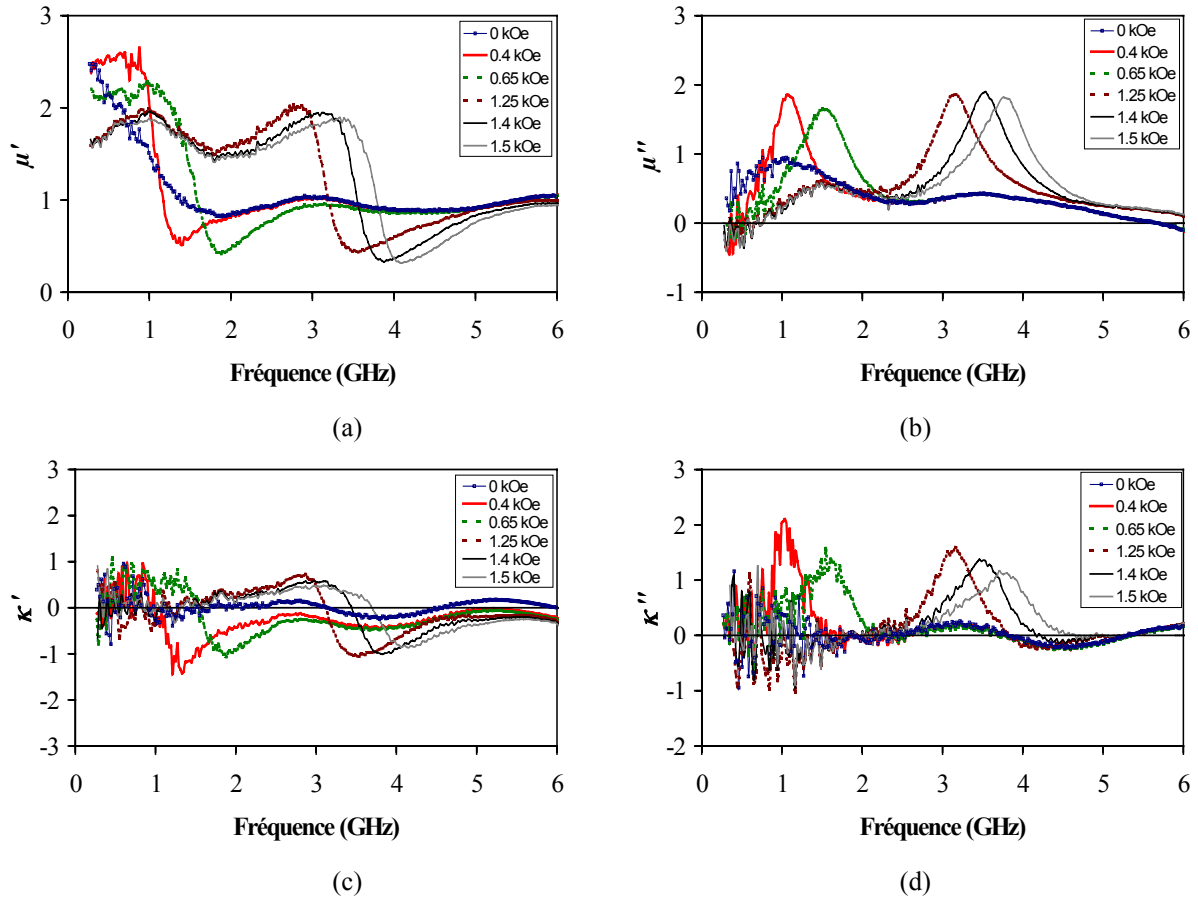 3
2
1
0
0 1 2 3 4 5 6
μ'
Fréquence (GHz)
0 kOe
0.4 kOe
0.65 kOe
1.25 kOe
1.4 kOe
1.5 kOe
(a)
3
2
1
0
-1
0 1 2 3 4 5 6
μ''
Fréquence (GHz)
0 kOe
0.4 kOe
0.65 kOe
1.25 kOe
1.4 kOe
1.5 kOe
(b)
3
2
1
0
-1
-2
-3
0 1 2 3 4 5 6
κ'
Fréquence (GHz)
0 kOe
0.4 kOe
0.65 kOe
1.25 kOe
1.4 kOe
1.5 kOe
(c)
3
2
1
0
-1
-2
0 1 2 3 4 5 6
κ''
Fréquence (GHz)
0 kOe
0.4 kOe
0.65 kOe
1.25 kOe
1.4 kOe
1.5 kOe
(d)